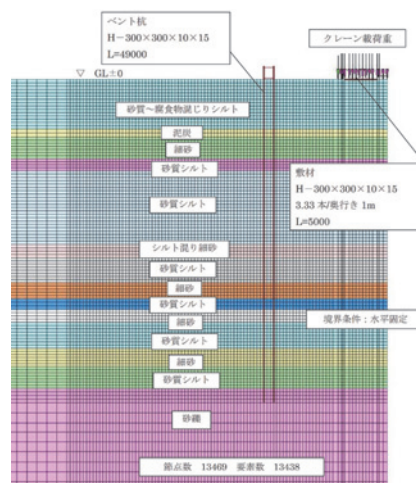 ベント杭
H－300×300×10×15
L=49000
クレーン載荷重
▽ GL±0
砂質～腐食物混じりシルト
泥炭
細砂
砂質シルト
敷材
H－300×300×10×15
3.33 本/奥行き 1m
L=5000
砂質シルト
シルト混り細砂
砂質シルト
細砂
砂質シルト
細砂
境界条件：水平固定
砂質シルト
細砂
砂質シルト
砂礫
節点数 13469 要素数 13438